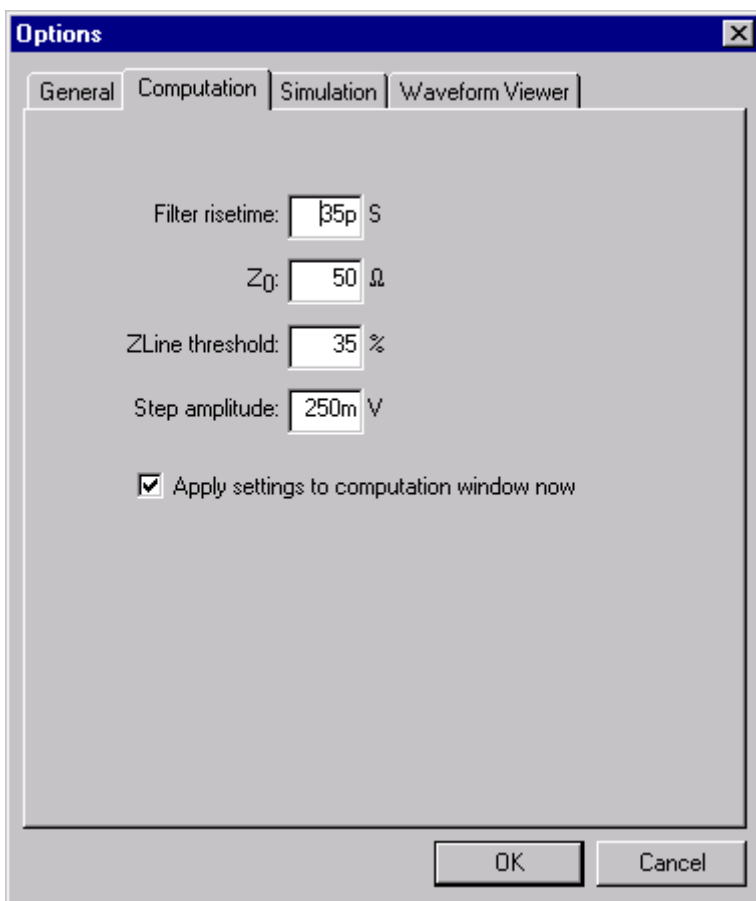 Options
General Computation Simulation Waveform Viewer
Filter risetime: 35p S
Z0: 50 Ω
ZLine threshold: 35 %
Step amplitude: 250m V
Apply settings to computation window now
OK Cancel